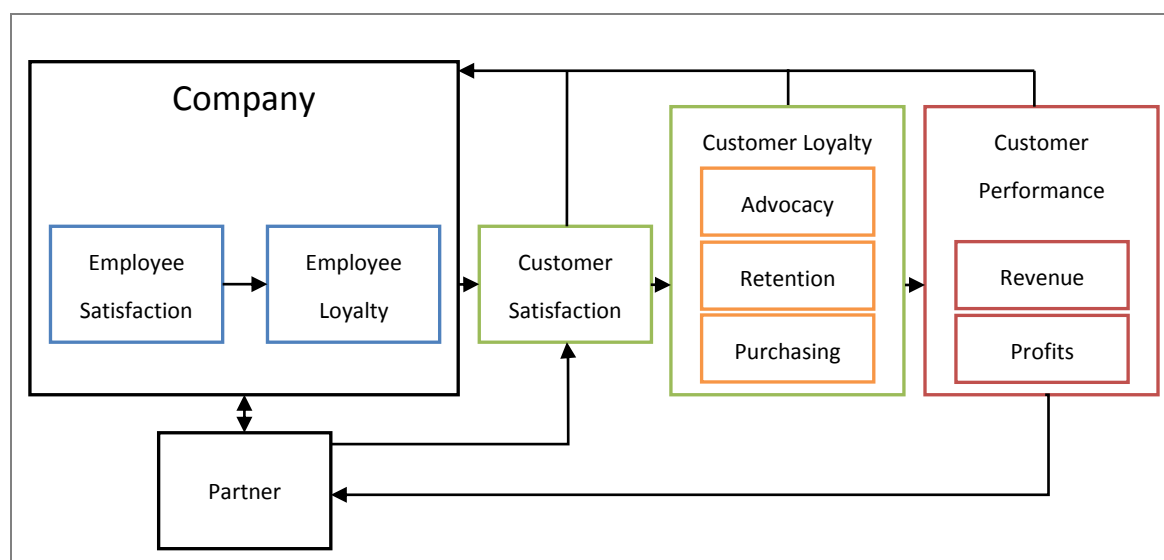 Company
Employee
Satisfaction
Employee
Loyalty
Customer
Satisfaction
Customer Loyalty
Advocacy
Retention
Purchasing
Customer
Performance
Revenue
Profits
Partner